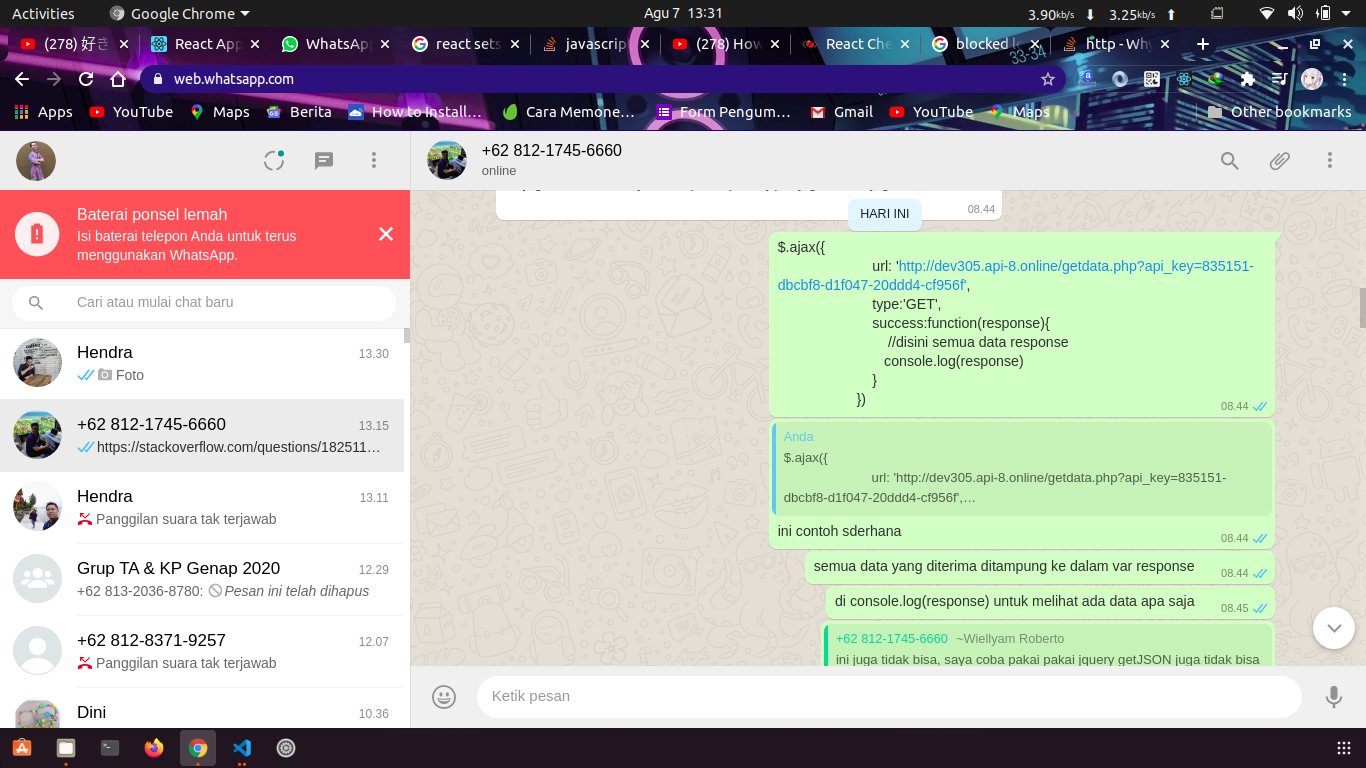 Activities Google Chrome Agu 7 13:31 3.90kb/s 3.25kb/s
(278) 好き React App WhatsApp react sets javascrip (278) How React Che blocked http - Why
web.whatsapp.com
Apps YouTube Maps Berita How to Install… Cara Memone… Form Pengum… Gmail YouTube Maps Other bookmarks
+62 812-1745-6660
online
Baterai ponsel lemah
Isi baterai telepon Anda untuk terus
menggunakan WhatsApp.
Cari atau mulai chat baru
Hendra 13.30
Foto
+62 812-1745-6660 13.15
https://stackoverflow.com/questions/182511…
Hendra 13.11
Panggilan suara tak terjawab
Grup TA & KP Genap 2020 12.29
+62 813-2036-8780: Pesan ini telah dihapus
+62 812-8371-9257 12.07
Panggilan suara tak terjawab
Dini 10.36
08.44
HARI INI
$.ajax({
url: 'http://dev305.api-8.online/getdata.php?api_key=835151-
dbcbf8-d1f047-20ddd4-cf956f',
type:'GET',
success:function(response){
//disini semua data response
console.log(response)
}
})
08.44
Anda
$.ajax({
url: 'http://dev305.api-8.online/getdata.php?api_key=835151-
dbcbf8-d1f047-20ddd4-cf956f',…
ini contoh sderhana
08.44
semua data yang diterima ditampung ke dalam var response 08.44
di console.log(response) untuk melihat ada data apa saja 08.45
+62 812-1745-6660 ~Wiellyam Roberto
ini juga tidak bisa, saya coba pakai pakai jquery getJSON juga tidak bisa
Ketik pesan